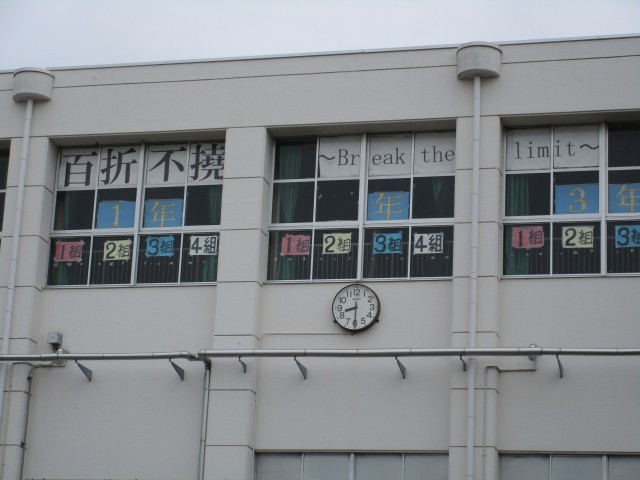 百折不撓 ～Break the limit～
1年 年 3年
1組 2組 3組 4組 1組 2組 3組 4組 1組 2組 3